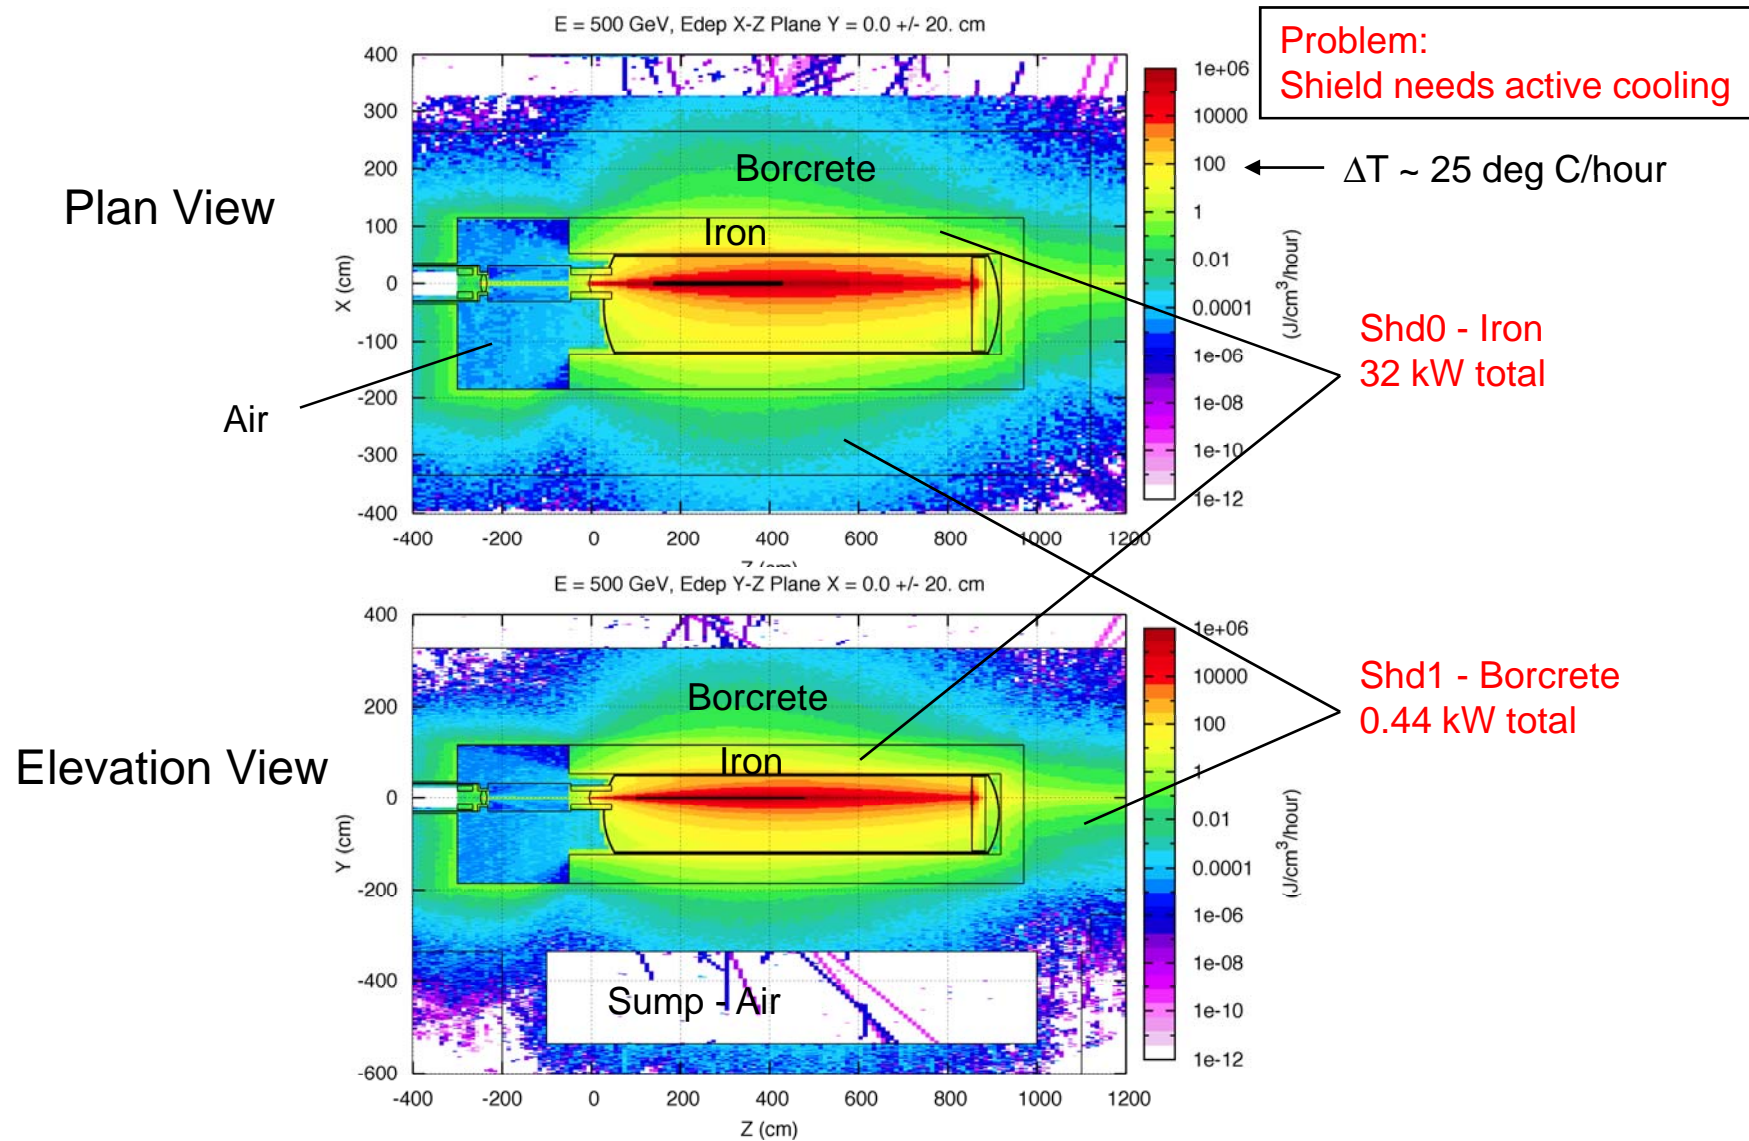 E = 500 GeV, Edep X-Z Plane Y = 0.0 +/- 20. cm
Problem:
Shield needs active cooling
Plan View
X (cm)
400
300
200
100
0
-100
-200
-300
-400
-400
-200
0
200
400
600
800
1000
1200
Z (cm)
Borcrete
Iron
Air
1e+06
10000
100
1
0.01
0.0001
1e-06
1e-08
1e-10
1e-12
(J/cm³/hour)
ΔT ~ 25 deg C/hour
Shd0 - Iron
32 kW total
E = 500 GeV, Edep Y-Z Plane X = 0.0 +/- 20. cm
Elevation View
Y (cm)
400
200
0
-200
-400
-600
-400
-200
0
200
400
600
800
1000
1200
Z (cm)
Borcrete
Iron
Sump - Air
1e+06
10000
100
1
0.01
0.0001
1e-06
1e-08
1e-10
1e-12
(J/cm³/hour)
Shd1 - Borcrete
0.44 kW total